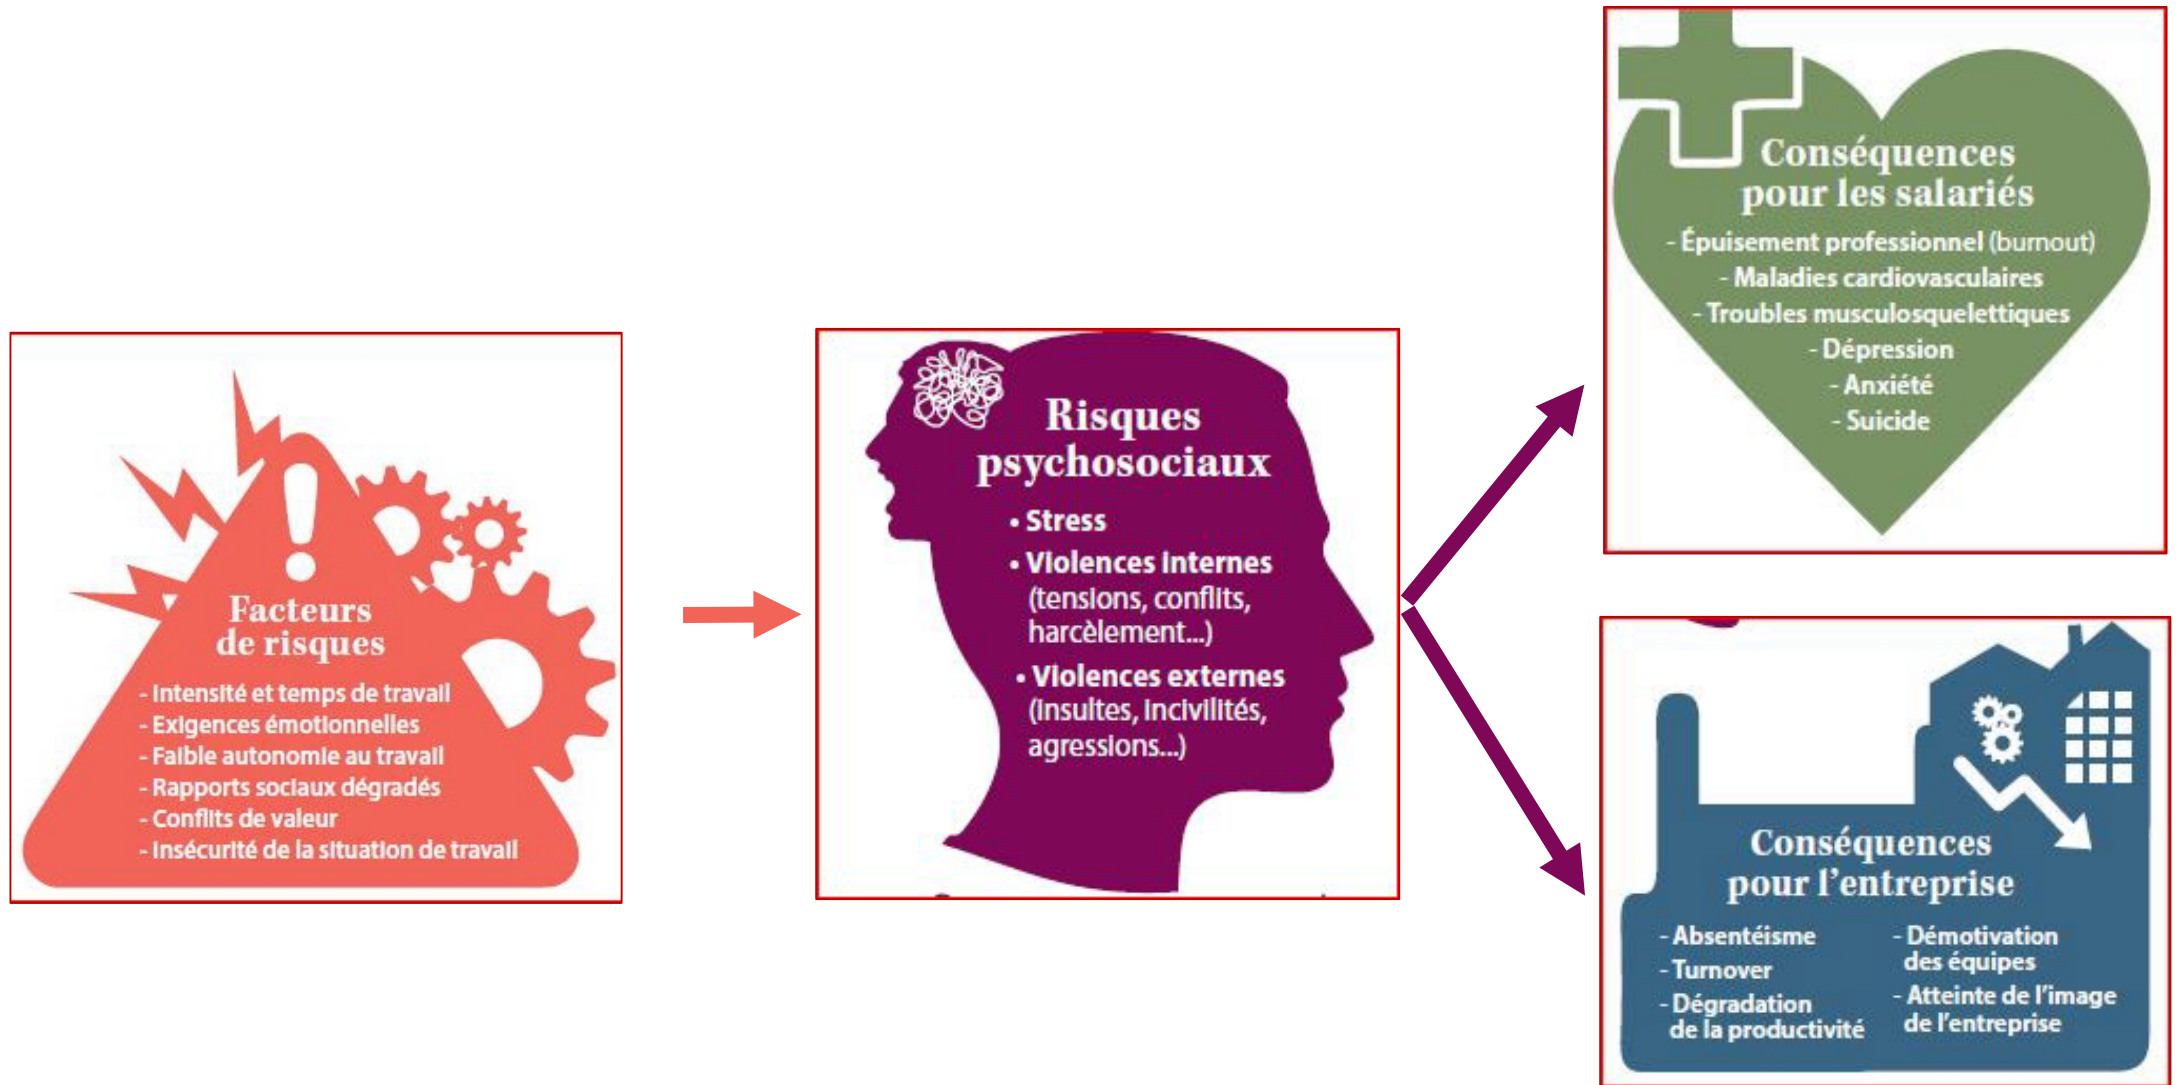 Facteurs
de risques
- Intensité et temps de travail
- Exigences émotionnelles
- Faible autonomie au travail
- Rapports sociaux dégradés
- Conflits de valeur
- Insécurité de la situation de travail
Risques
psychosociaux
• Stress
• Violences internes
(tensions, conflits,
harcèlement...)
• Violences externes
(insultes, incivilités,
agressions...)
Conséquences
pour les salariés
- Épuisement professionnel (burnout)
- Maladies cardiovasculaires
- Troubles musculosquelettiques
- Dépression
- Anxiété
- Suicide
Conséquences
pour l'entreprise
- Absentéisme
- Turnover
- Dégradation
de la productivité
- Démotivation
des équipes
- Atteinte de l'image
de l'entreprise